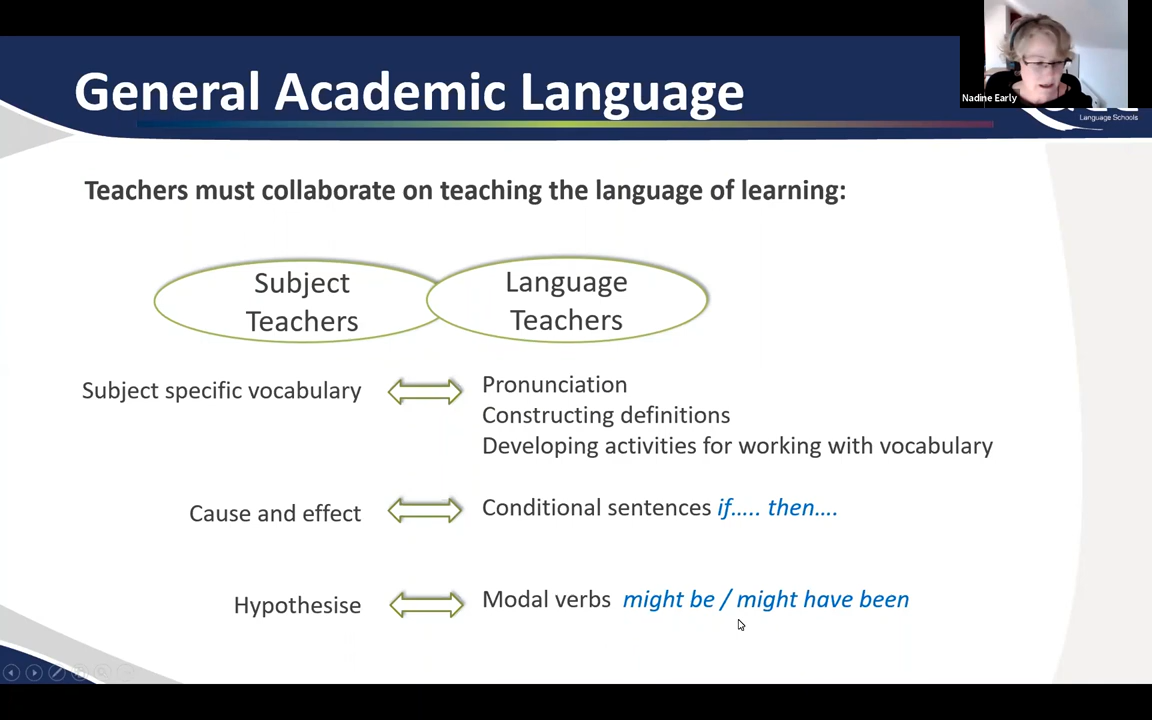 General Academic Language
Nadine Early
Language Schools
Teachers must collaborate on teaching the language of learning:
Subject
Teachers
Language
Teachers
Subject specific vocabulary
Pronunciation
Constructing definitions
Developing activities for working with vocabulary
Cause and effect
Conditional sentences if..... then....
Hypothesise
Modal verbs might be / might have been